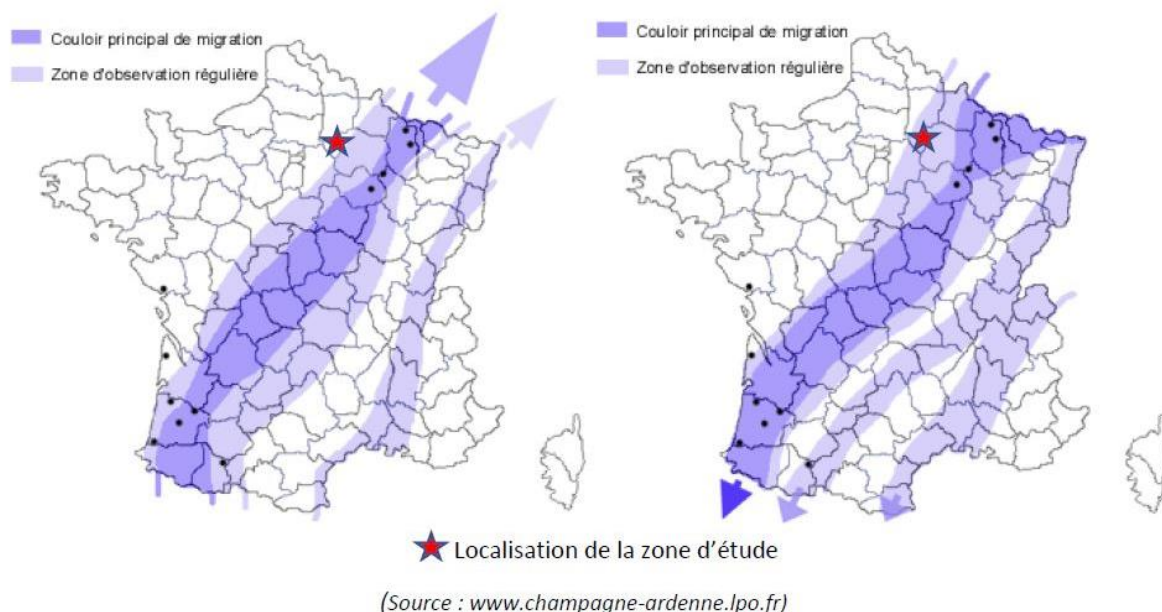 Couloir principal de migration
Zone d'observation régulière
Couloir principal de migration
Zone d'observation régulière
Localisation de la zone d'étude
(Source : www.champagne-ardenne.lpo.fr)